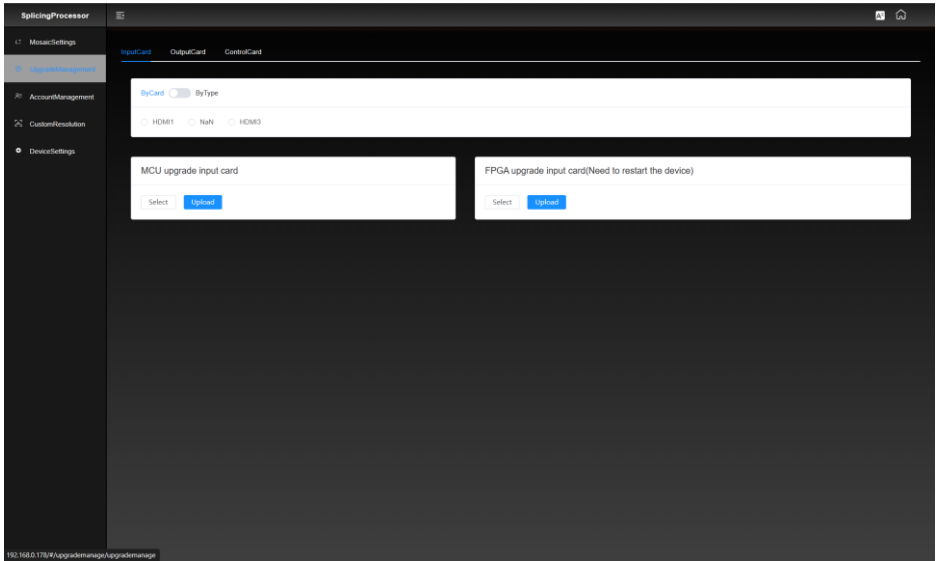 SplicingProcessor
MosaicSettings
UpgradeManagement
AccountManagement
CustomResolution
DeviceSettings
InputCard OutputCard ControlCard
ByCard ByType
HDMI1 NaN HDMI3
MCU upgrade input card
Select Upload
FPGA upgrade input card(Need to restart the device)
Select Upload
192.168.0.178/#/upgrademanage/upgrademanage